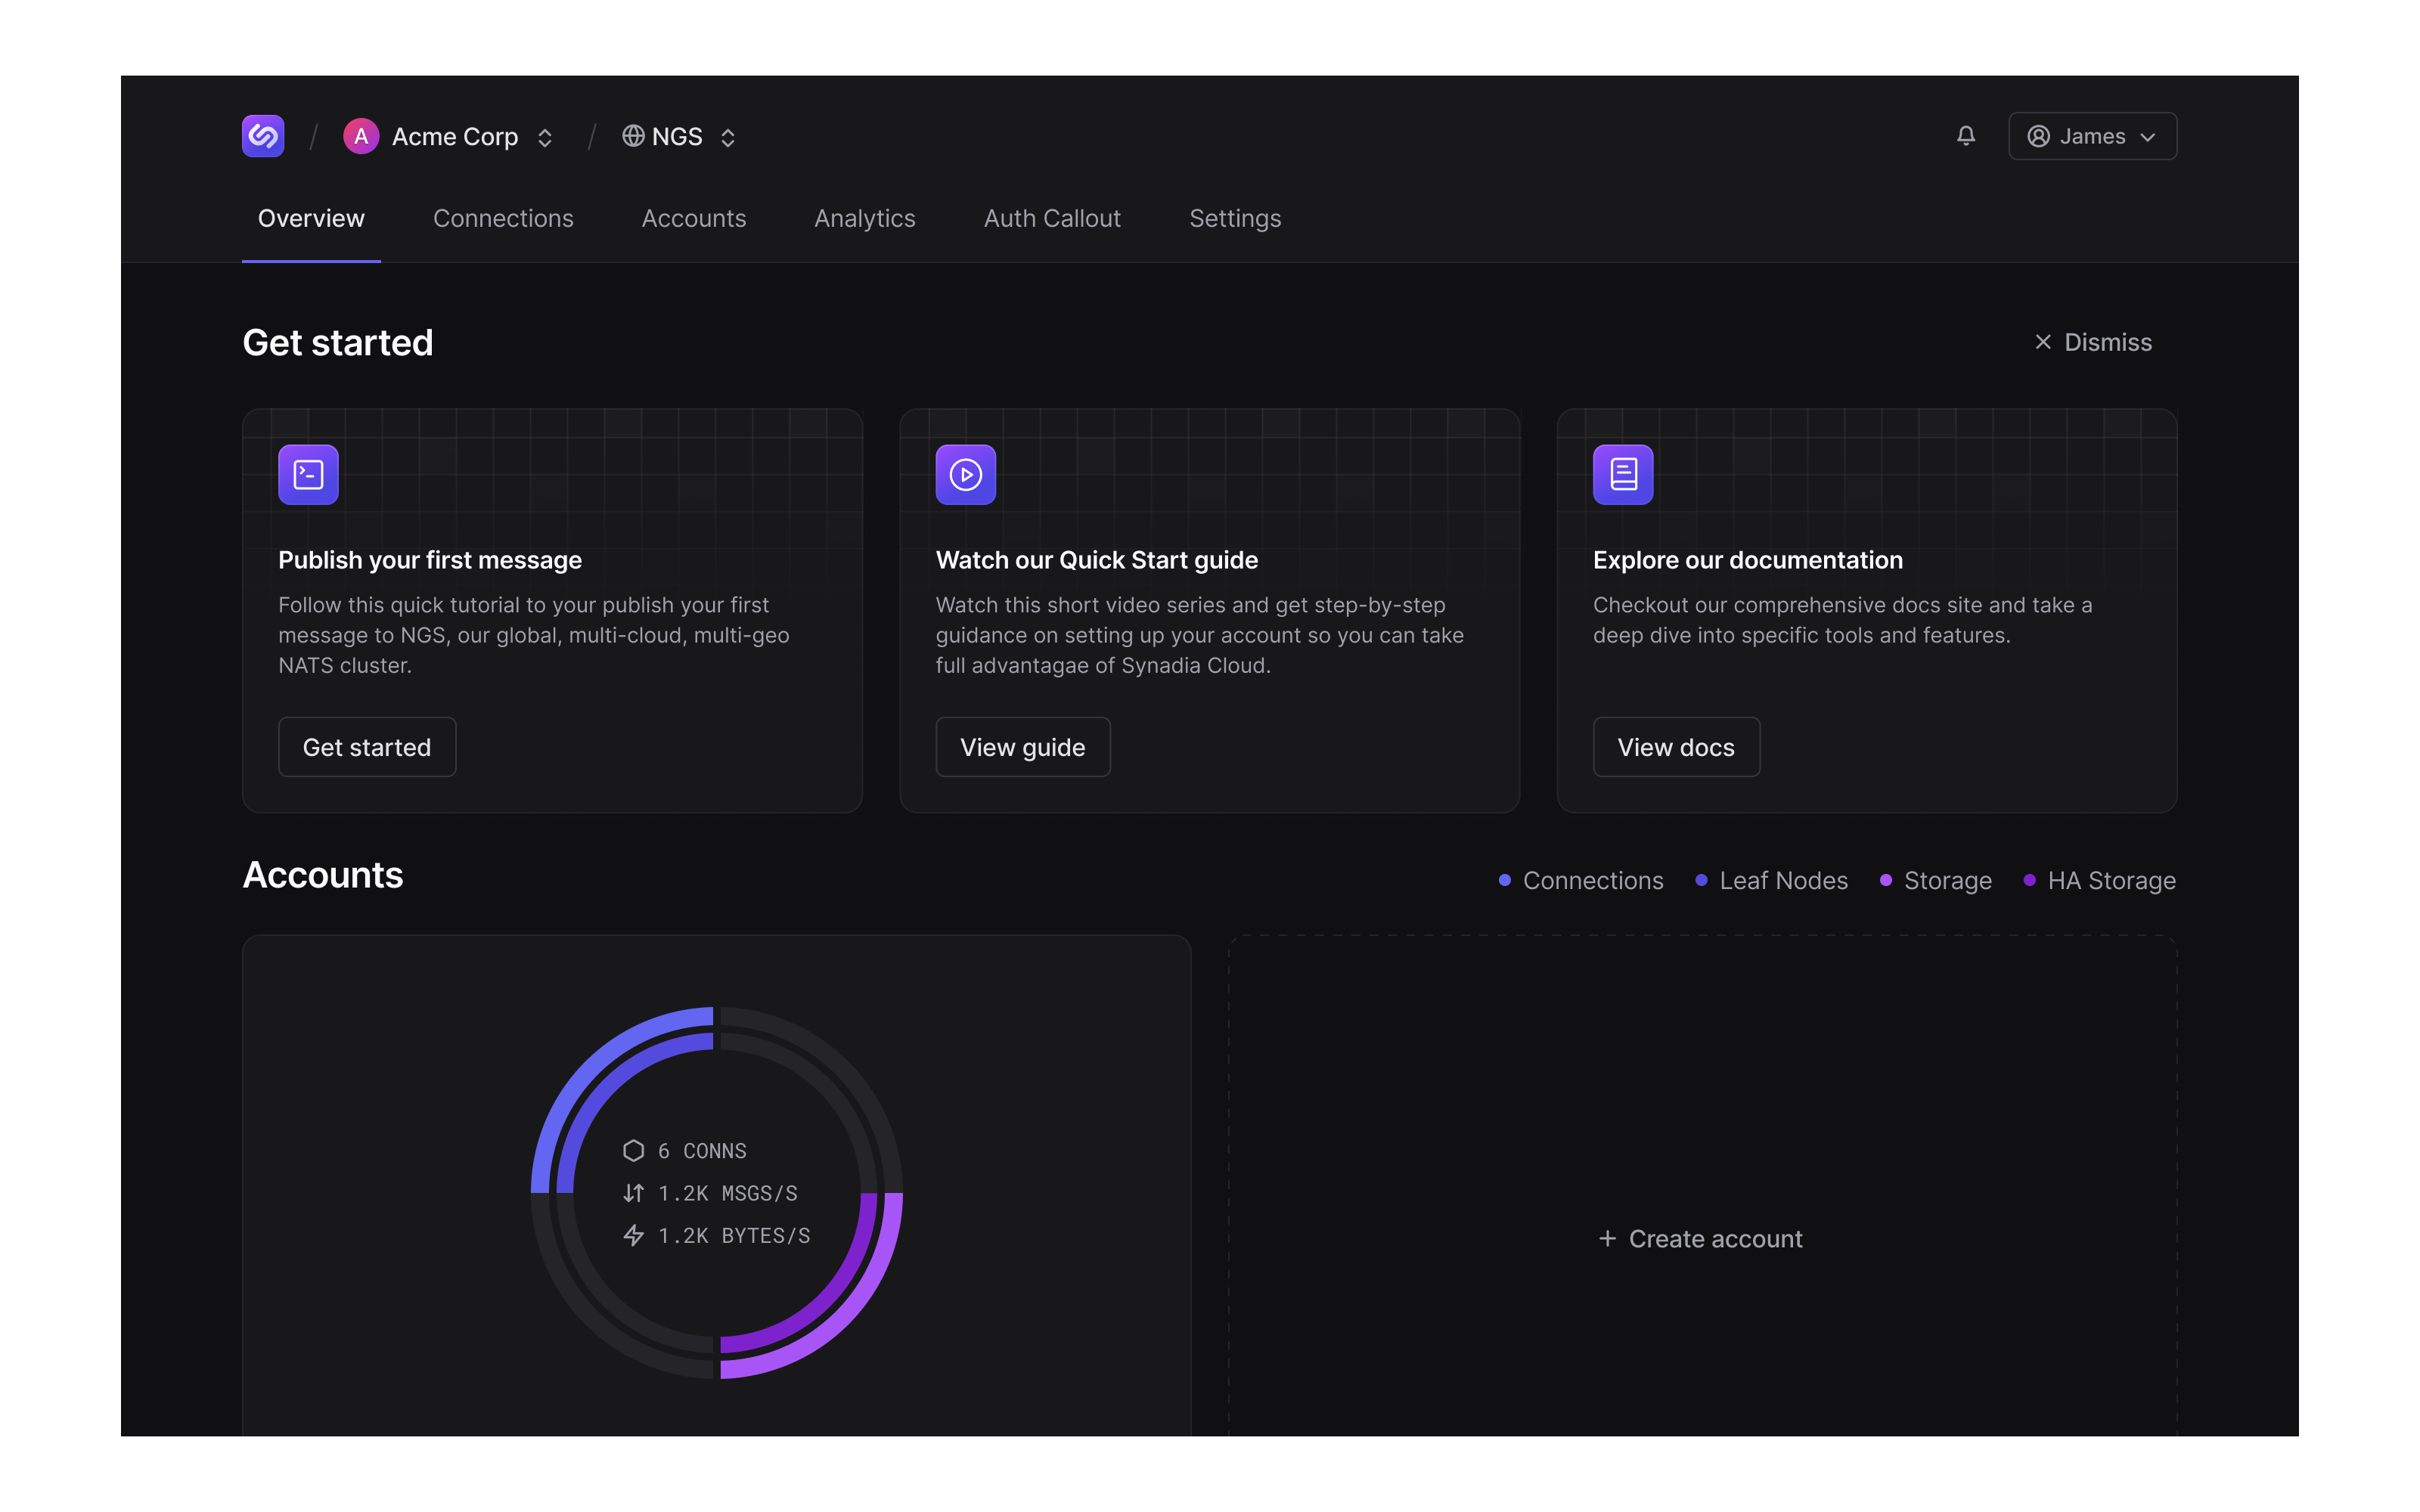 A Acme Corp NGS James
Overview Connections Accounts Analytics Auth Callout Settings
Get started
Dismiss
Publish your first message
Follow this quick tutorial to your publish your first
message to NGS, our global, multi-cloud, multi-geo
NATS cluster.
Get started
Watch our Quick Start guide
Watch this short video series and get step-by-step
guidance on setting up your account so you can take
full advantagae of Synadia Cloud.
View guide
Explore our documentation
Checkout our comprehensive docs site and take a
deep dive into specific tools and features.
View docs
Accounts
Connections Leaf Nodes Storage HA Storage
6 CONNS
1.2K MSGS/S
1.2K BYTES/S
+ Create account